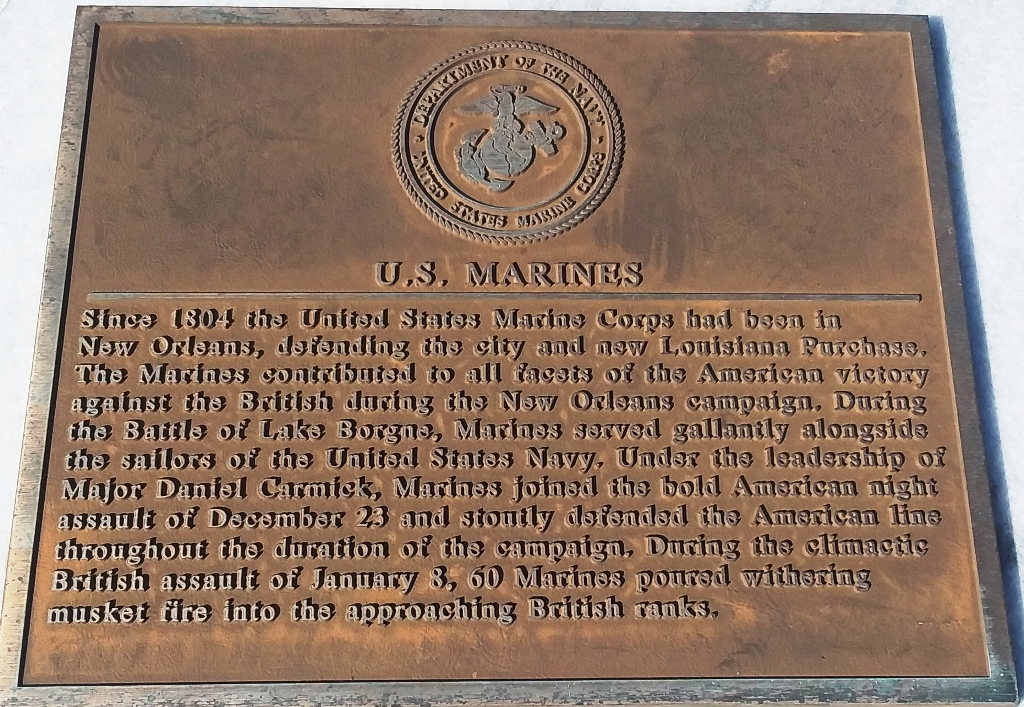 DEPARTMENT OF THE NAVY
UNITED STATES MARINE CORPS
U.S. MARINES
Since 1804 the United States Marine Corps had been in
New Orleans, defending the city and new Louisiana Purchase.
The Marines contributed to all facets of the American victory
against the British during the New Orleans campaign. During
the Battle of Lake Borgne, Marines served gallantly alongside
the sailors of the United States Navy. Under the leadership of
Major Daniel Carmick, Marines joined the bold American night
assault of December 23 and stoutly defended the American line
throughout the duration of the campaign. During the climactic
British assault of January 8, 60 Marines poured withering
musket fire into the approaching British ranks.